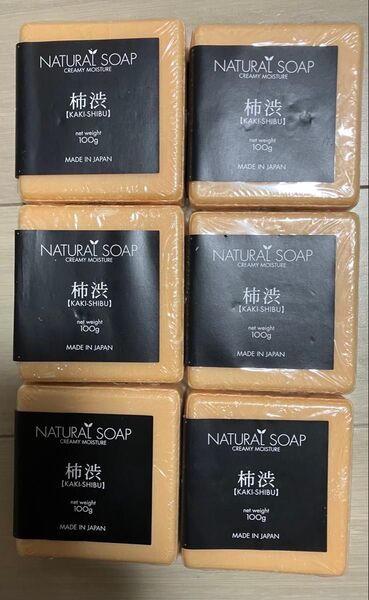 NATURAL SOAP
CREAMY MOISTURE
柿渋
【KAKI-SHIBU】
net weight
100g
MADE IN JAPAN
NATURAL SOAP
CREAMY MOISTURE
柿渋
【KAKI-SHIBU】
net weight
100g
MADE IN JAPAN
NATURAL SOAP
CREAMY MOISTURE
柿渋
【KAKI-SHIBU】
net weight
100g
MADE IN JAPAN
NATURAL SOAP
CREAMY MOISTURE
柿渋
【KAKI-SHIBU】
net weight
100g
MADE IN JAPAN
NATURAL SOAP
CREAMY MOISTURE
柿渋
【KAKI-SHIBU】
net weight
100g
MADE IN JAPAN
NATURAL SOAP
CREAMY MOISTURE
柿渋
【KAKI-SHIBU】
net weight
100g
MADE IN JAPAN